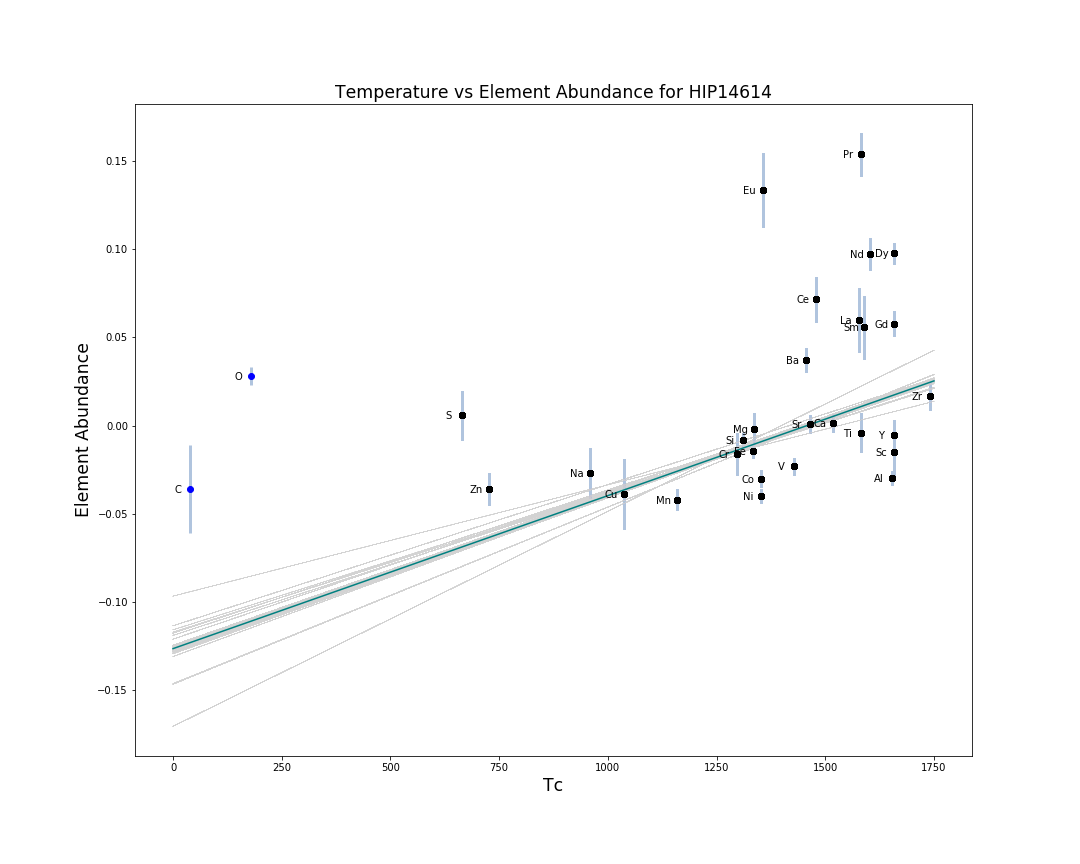 Temperature vs Element Abundance for HIP14614
Element Abundance
0.15
0.10
0.05
0.00
−0.05
−0.10
−0.15
Pr
Eu
Nd
Dy
Ce
La
Sm
Gd
Ba
O
Zr
S
Mg
Sr
Ca
Ti
Y
Si
Fe
Cr
Sc
V
C
Zn
Na
Co
Al
Cu
Mn
Ni
0
250
500
750
1000
1250
1500
1750
Tc